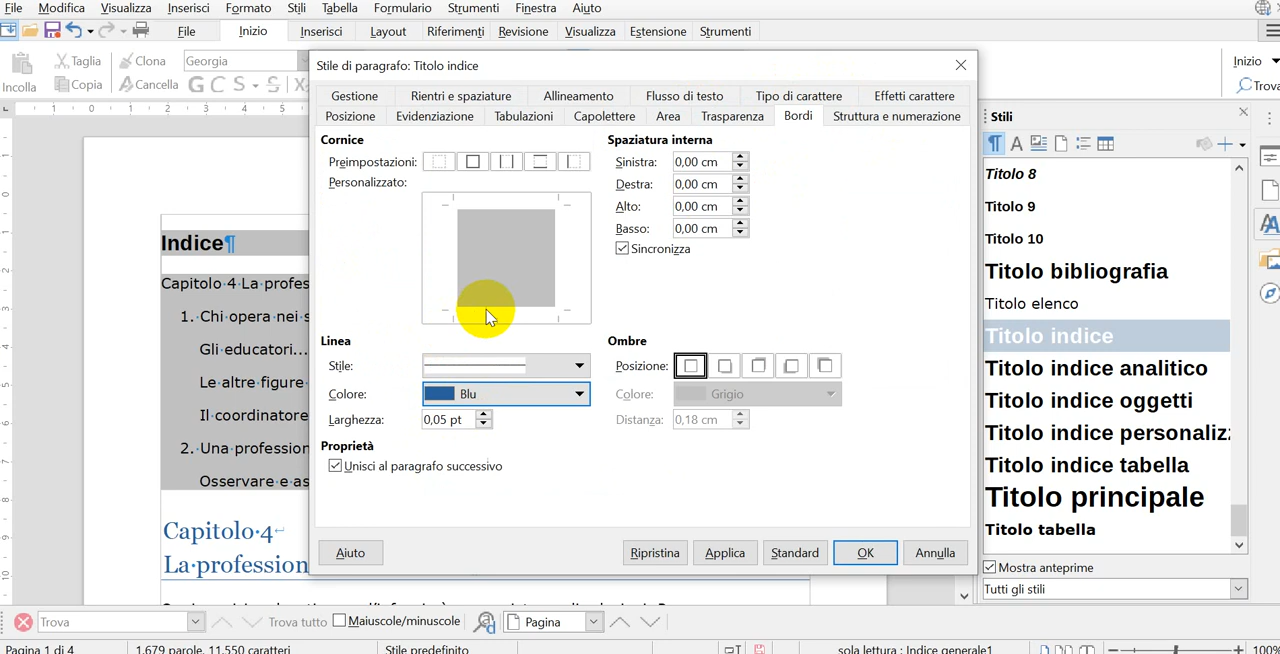 File Modifica Visualizza Inserisci Formato Stili Tabella Formulario Strumenti Finestra Aiuto
File Inizio Inserisci Layout Riferimenti Revisione Visualizza Estensione Strumenti
Incolla Taglia Copia Clona Cancella Georgia G C S S
Inizio
Trova
Stile di paragrafo: Titolo indice
Gestione Rientri e spaziature Allineamento Flusso di testo Tipo di carattere Effetti carattere
Posizione Evidenziazione Tabulazioni Capolettere Area Trasparenza Bordi Struttura e numerazione
Cornice
Preimpostazioni:
Personalizzato:
Spaziatura interna
Sinistra: 0,00 cm
Destra: 0,00 cm
Alto: 0,00 cm
Basso: 0,00 cm
Sincronizza
Linea
Stile:
Colore: Blu
Larghezza: 0,05 pt
Ombre
Posizione:
Colore: Grigio
Distanza: 0,18 cm
Proprietà
Unisci al paragrafo successivo
Aiuto Ripristina Applica Standard OK Annulla
Indice¶
Capitolo·4·La·profes
1.·Chi·opera·nei·s
Gli·educatori...
Le·altre·figure
Il·coordinatore
2.·Una·profession
Osservare·e·as
Capitolo·4
La·profession
Stili
Titolo 8
Titolo 9
Titolo 10
Titolo bibliografia
Titolo elenco
Titolo indice
Titolo indice analitico
Titolo indice oggetti
Titolo indice personaliz
Titolo indice tabella
Titolo principale
Titolo tabella
Mostra anteprime
Tutti gli stili
Trova Trova tutto Maiuscole/minuscole Pagina
Pagina 1 di 4 1.679 parole, 11.550 caratteri Stile predefinito sola lettura : Indice generale1 100%